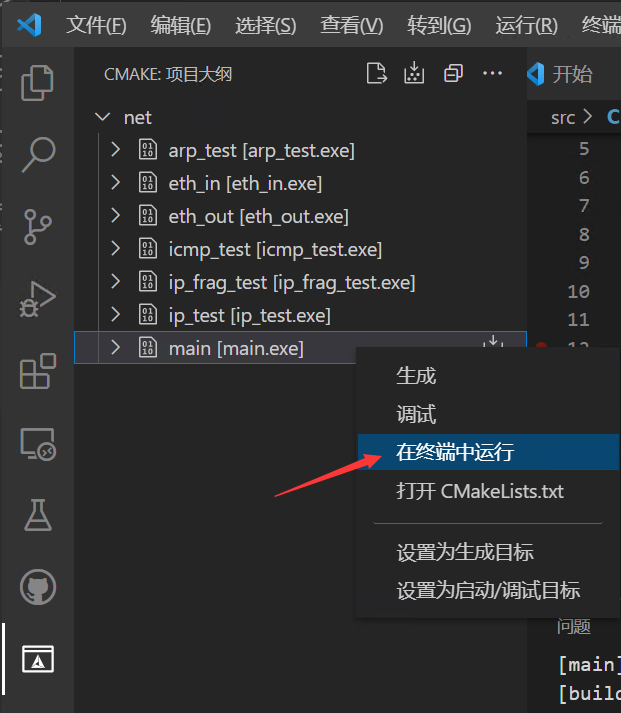 文件(F) 编辑(E) 选择(S) 查看(V) 转到(G) 运行(R) 终端
CMAKE: 项目大纲
开始
net
src
5
arp_test [arp_test.exe]
6
eth_in [eth_in.exe]
7
eth_out [eth_out.exe]
8
icmp_test [icmp_test.exe]
9
ip_frag_test [ip_frag_test.exe]
10
ip_test [ip_test.exe]
11
main [main.exe]
生成
调试
在终端中运行
打开 CMakeLists.txt
设置为生成目标
设置为启动/调试目标
问题
[main]
[build